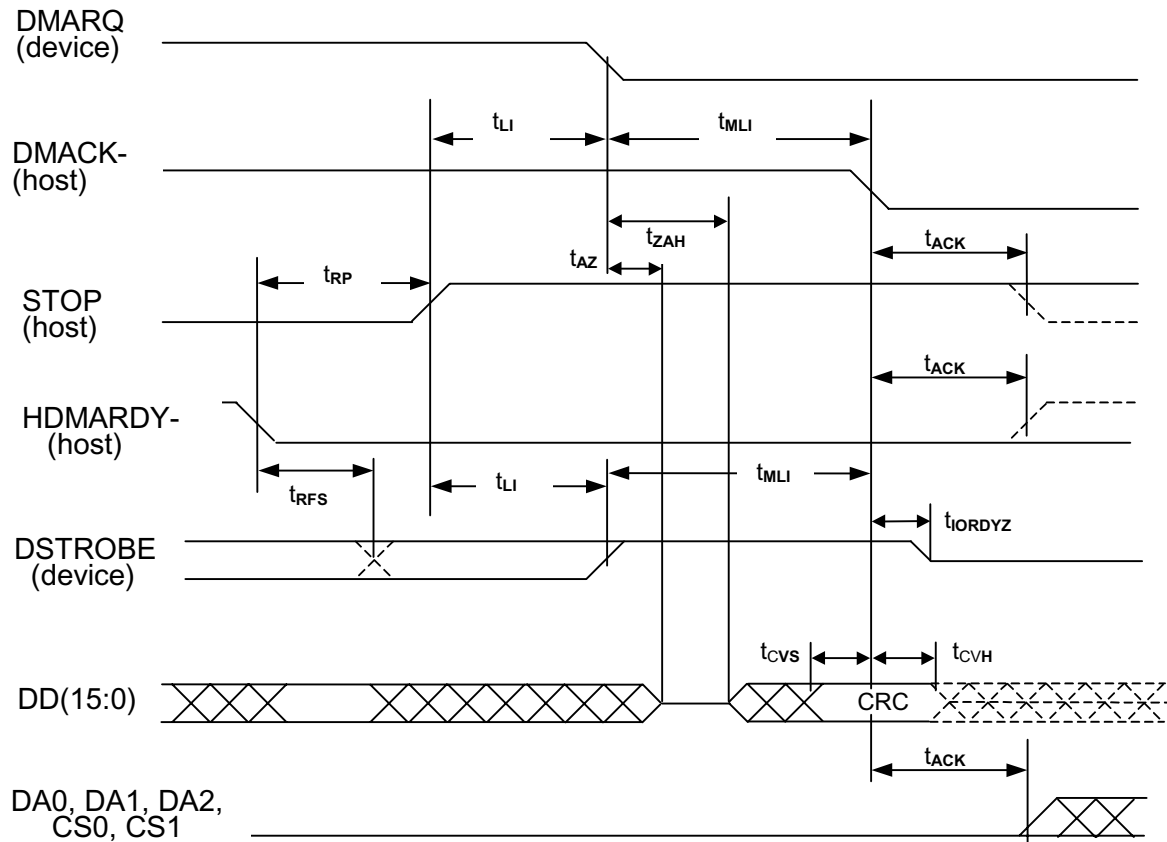 DMARQ
(device)
tLI
tMLI
DMACK-
(host)
tZAH
tACK
tAZ
tRP
STOP
(host)
tACK
HDMARDY-
(host)
tRFS
tLI
tMLI
tIORDYZ
DSTROBE
(device)
tCVS
tCVH
DD(15:0)
CRC
tACK
DA0, DA1, DA2,
CS0, CS1